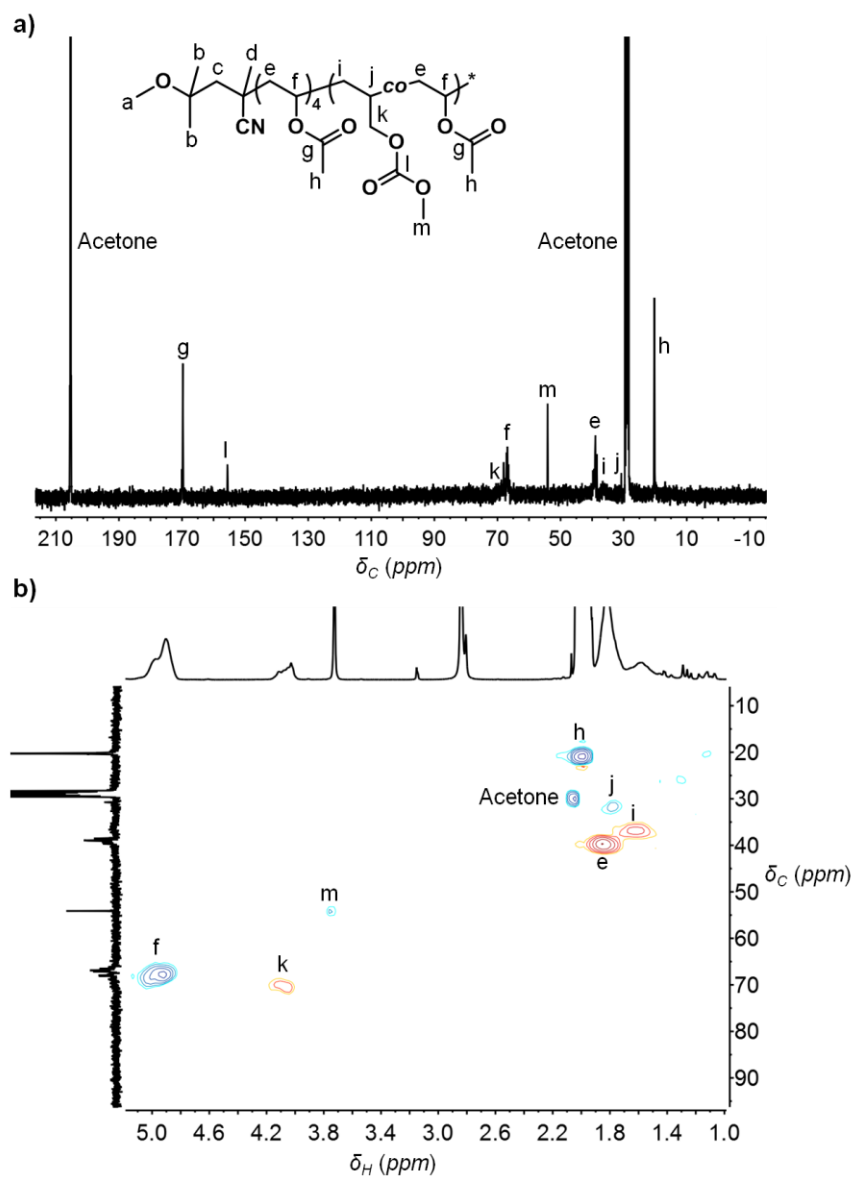 a)
b c d e f i j e f *
O 4 co
a k
b CN O O O O
g l g
h O O h
m
Acetone Acetone
g l k f m e i j h
210 190 170 150 130 110 90 70 50 30 10 -10
δC (ppm)
b)
10
h
20
Acetone j i
30
40
e
δC (ppm)
50
m
60
f k
70
80
90
5.0 4.6 4.2 3.8 3.4 3.0 2.6 2.2 1.8 1.4 1.0
δH (ppm)